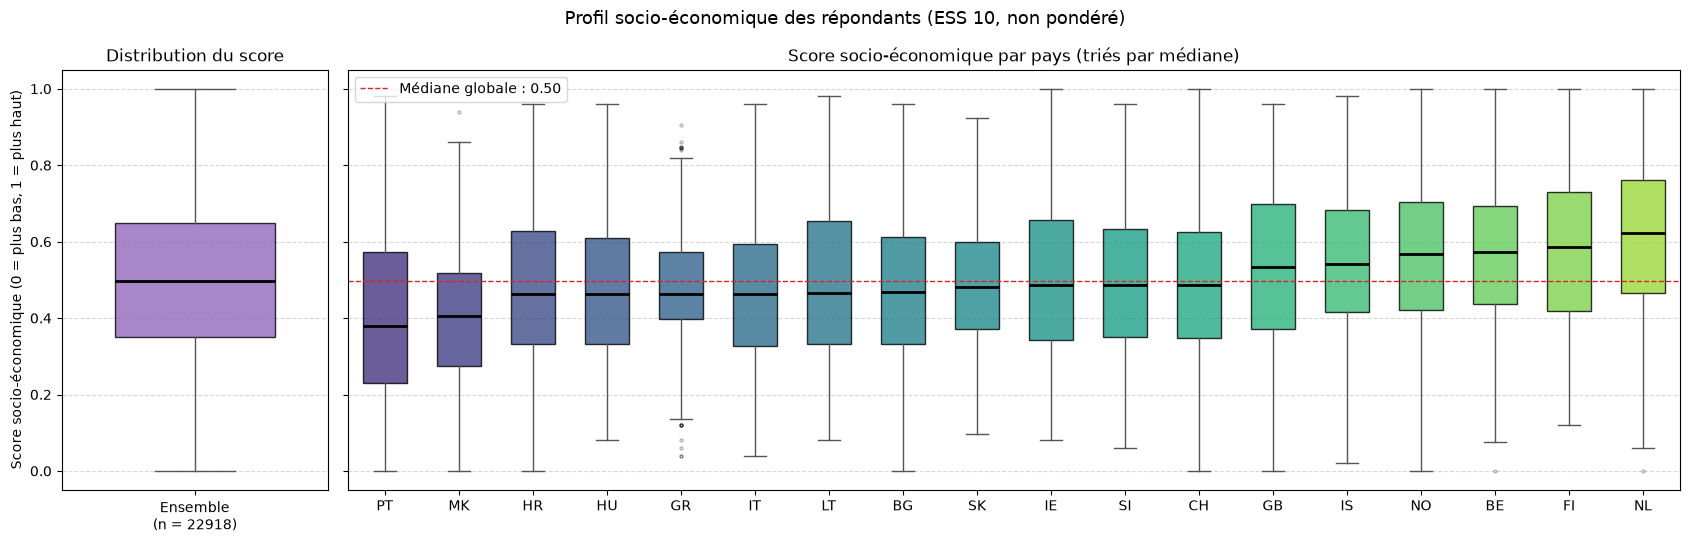 Profil socio-économique des répondants (ESS 10, non pondéré)
Distribution du score
Score socio-économique (0 = plus bas, 1 = plus haut)
1.0
0.8
0.6
0.4
0.2
0.0
Ensemble
(n = 22918)
Score socio-économique par pays (triés par médiane)
Médiane globale : 0.50
PT MK HR HU GR IT LT BG SK IE SI CH GB IS NO BE FI NL